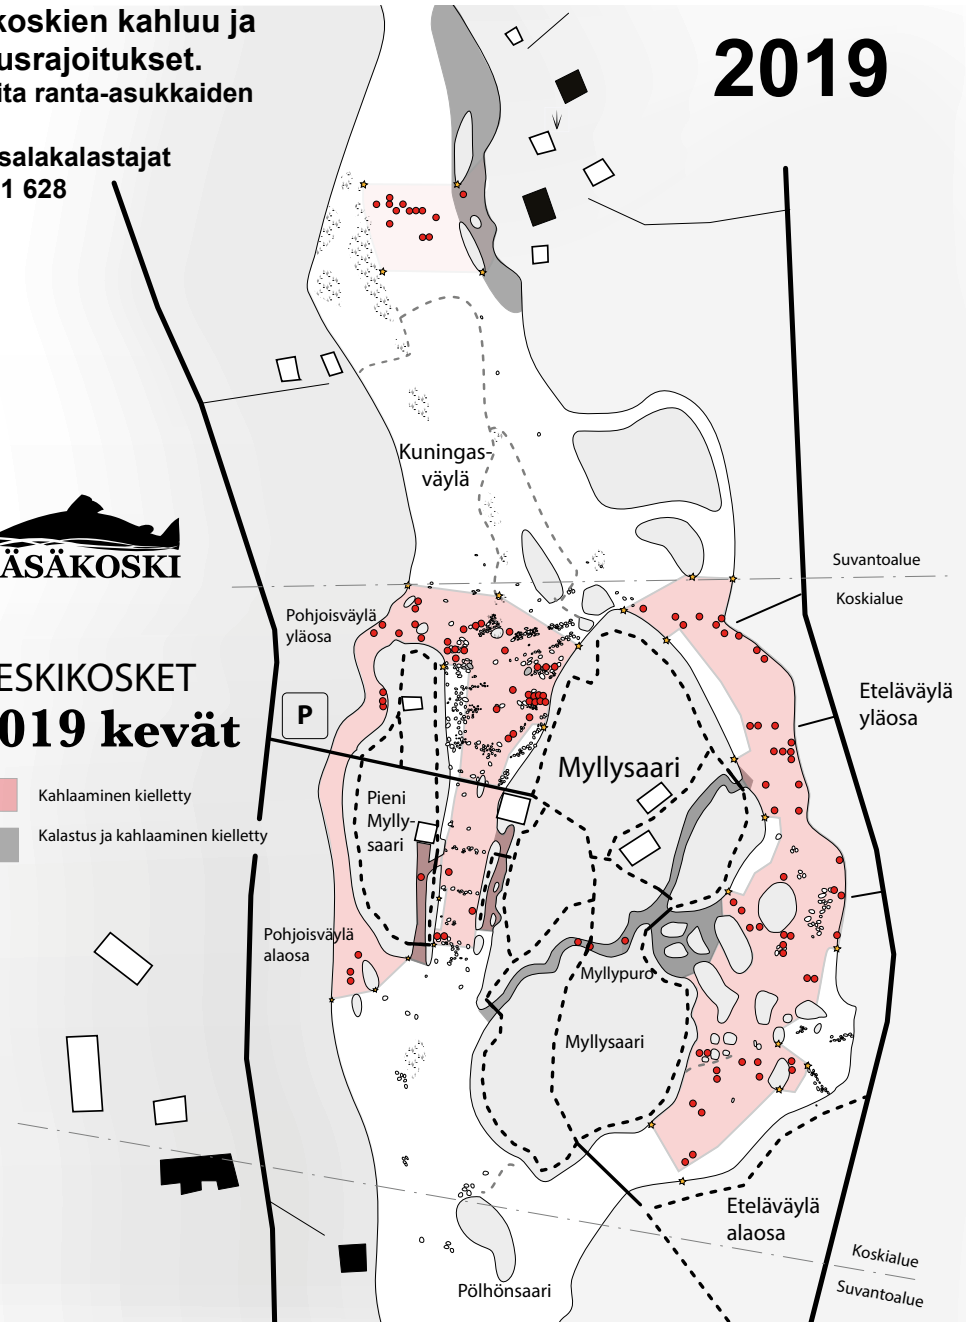 koskien kahluu ja
usrajoitukset.
ita ranta-asukkaiden
salakalastajat
1 628
2019
Kuningas-
väylä
ÄSÄKOSKI
Suvantoalue
Koskialue
Pohjoisväylä
yläosa
ESKIKOSKET
019 kevät
P
Eteläväylä
yläosa
Myllysaari
Kahlaaminen kielletty
Kalastus ja kahlaaminen kielletty
Pieni
Mylly-
saari
Pohjoisväylä
alaosa
Myllypuro
Myllysaari
Eteläväylä
alaosa
Koskialue
Suvantoalue
Pölhönsaari